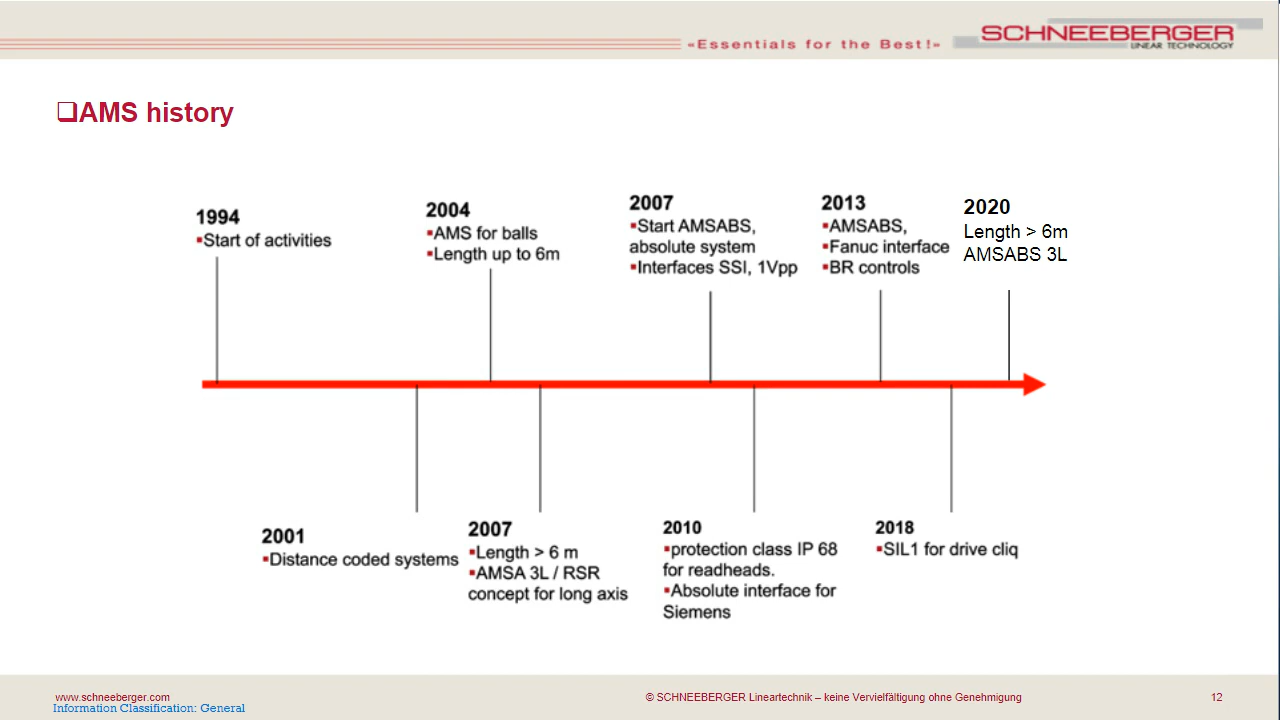 «Essentials for the Best!»
SCHNEEBERGER
LINEAR TECHNOLOGY
❑AMS history
1994
▪Start of activities
2004
▪AMS for balls
▪Length up to 6m
2007
▪Start AMSABS,
absolute system
▪Interfaces SSI, 1Vpp
2013
▪AMSABS,
▪Fanuc interface
▪BR controls
2020
Length > 6m
AMSABS 3L
2001
▪Distance coded systems
2007
▪Length > 6 m
▪AMSA 3L / RSR
concept for long axis
2010
▪protection class IP 68
for readheads.
▪Absolute interface for
Siemens
2018
▪SIL1 for drive cliq
www.schneeberger.com
© SCHNEEBERGER Lineartechnik – keine Vervielfältigung ohne Genehmigung
12
Information Classification: General